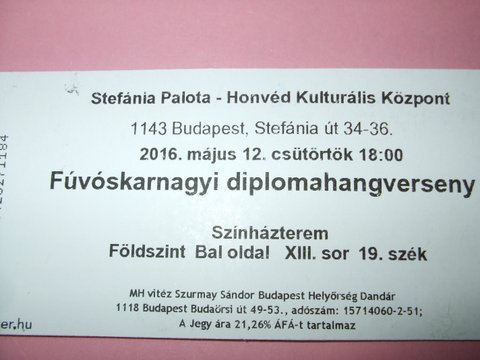 Stefánia Palota - Honvéd Kulturális Központ
1143 Budapest, Stefánia út 34-36.
2016. május 12. csütörtök 18:00
Fúvóskarnagyi diplomahangverseny
Színházterem
Földszint Bal oldal XIII. sor 19. szék
MH vitéz Szurmay Sándor Budapest Helyőrség Dandár
1118 Budapest Budaörsi út 49-53., adószám: 15714060-2-51;
A Jegy ára 21,26% ÁFÁ-t tartalmaz
er.hu